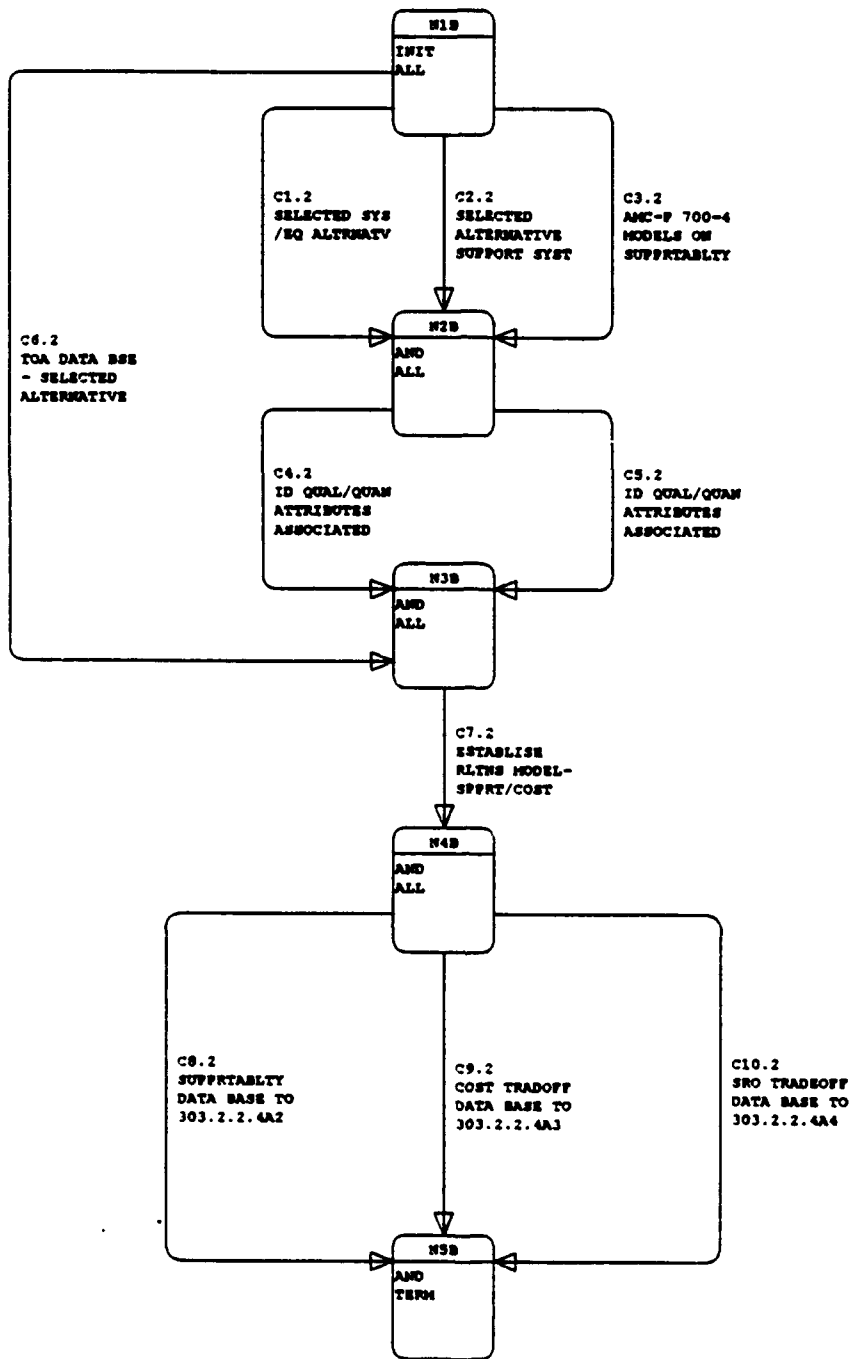 N1B
INIT
ALL
C1.2
SELECTED SYS
/EQ ALTRNATV
C2.2
SELECTED
ALTERNATIVE
SUPPORT SYST
C3.2
AMC-P 700-4
MODELS ON
SUPPRTABLTY
N2B
AND
ALL
C6.2
TOA DATA BSE
- SELECTED
ALTERNATIVE
C4.2
ID QUAL/QUAN
ATTRIBUTES
ASSOCIATED
C5.2
ID QUAL/QUAN
ATTRIBUTES
ASSOCIATED
N3B
AND
ALL
C7.2
ESTABLISE
RLTNS MODEL-
SPPRT/COST
N4B
AND
ALL
C8.2
SUPPRTABLTY
DATA BASE TO
303.2.2.4A2
C9.2
COST TRADOFF
DATA BASE TO
303.2.2.4A3
C10.2
SRO TRADEOFF
DATA BASE TO
303.2.2.4A4
N5B
AND
TERM